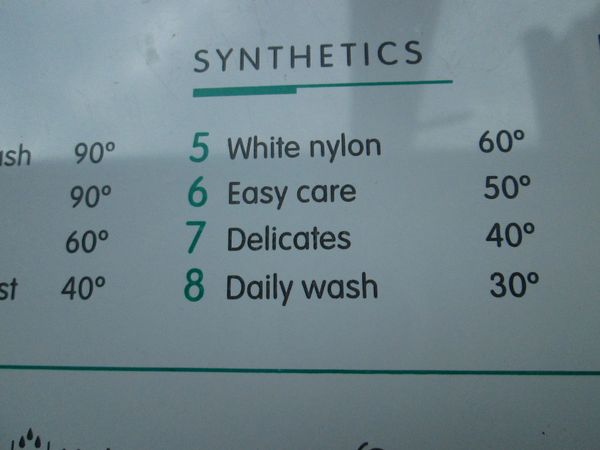 SYNTHETICS
90° 5 White nylon 60°
90° 6 Easy care 50°
60° 7 Delicates 40°
40° 8 Daily wash 30°